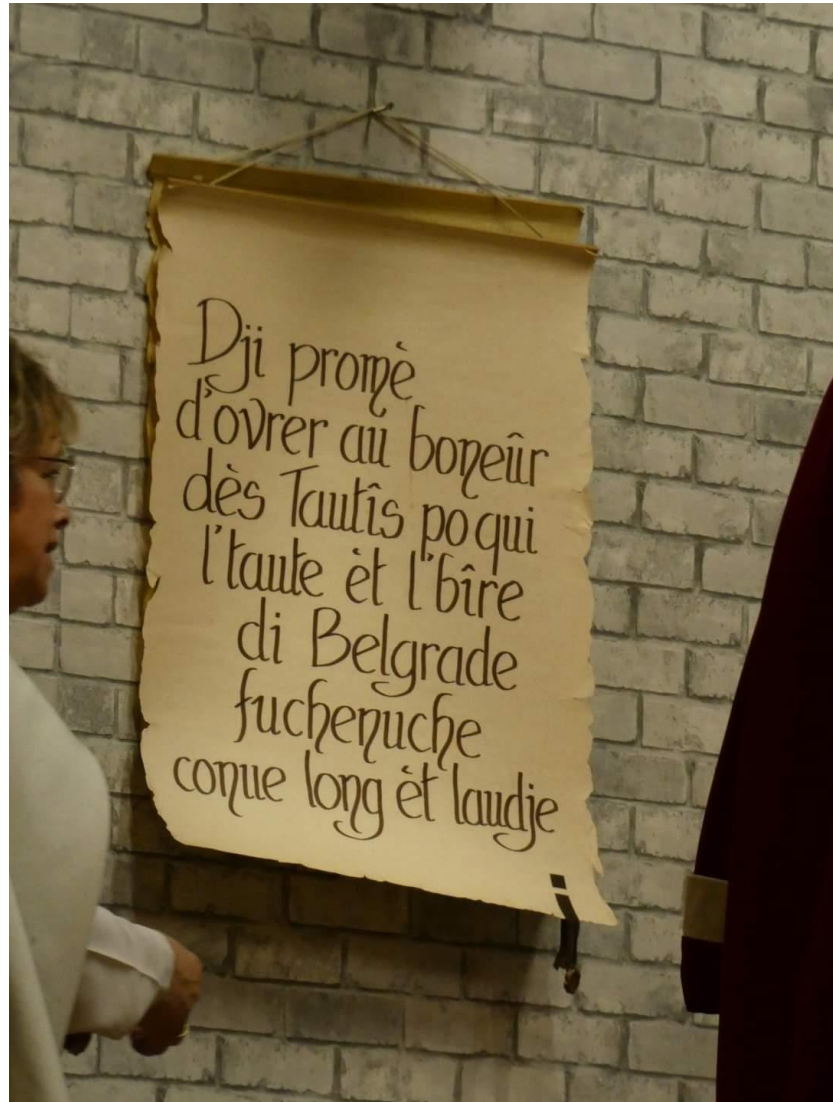 Dji promè
d'ovrer au boneûr
dès Tautîs po qui
l'taute èt l'bîre
di Belgrade
fuchenuche
conue long èt laudje